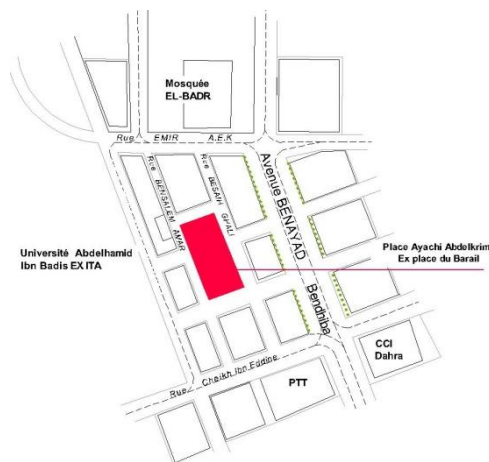 Mosquée
EL-BADR
Rue EMIR A.E.K
Rue BENSALEM AMAR
Rue BESAIH GHALI
Avenue BENAYAD
Bendhiba
Université Abdelhamid
Ibn Badis EX ITA
Place Ayachi Abdelkrim
Ex place du Barail
CCI
Dahra
Rue Cheikh Ibn Eddine
PTT